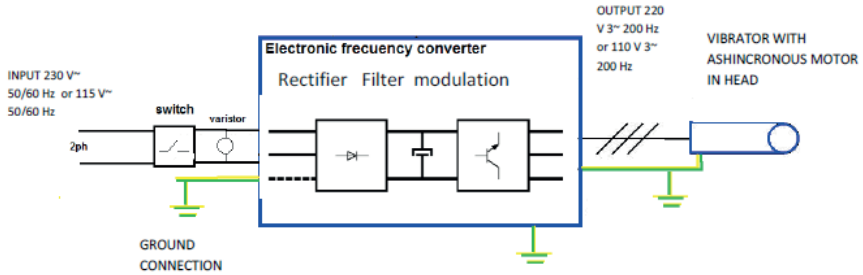 INPUT 230 V~
50/60 Hz or 115 V~
50/60 Hz
switch
varistor
2ph
GROUND
CONNECTION
Electronic frecuency converter
Rectifier Filter modulation
OUTPUT 220
V 3~ 200 Hz
or 110 V 3~
200 Hz
VIBRATOR WITH
ASHINCRONOUS MOTOR
IN HEAD